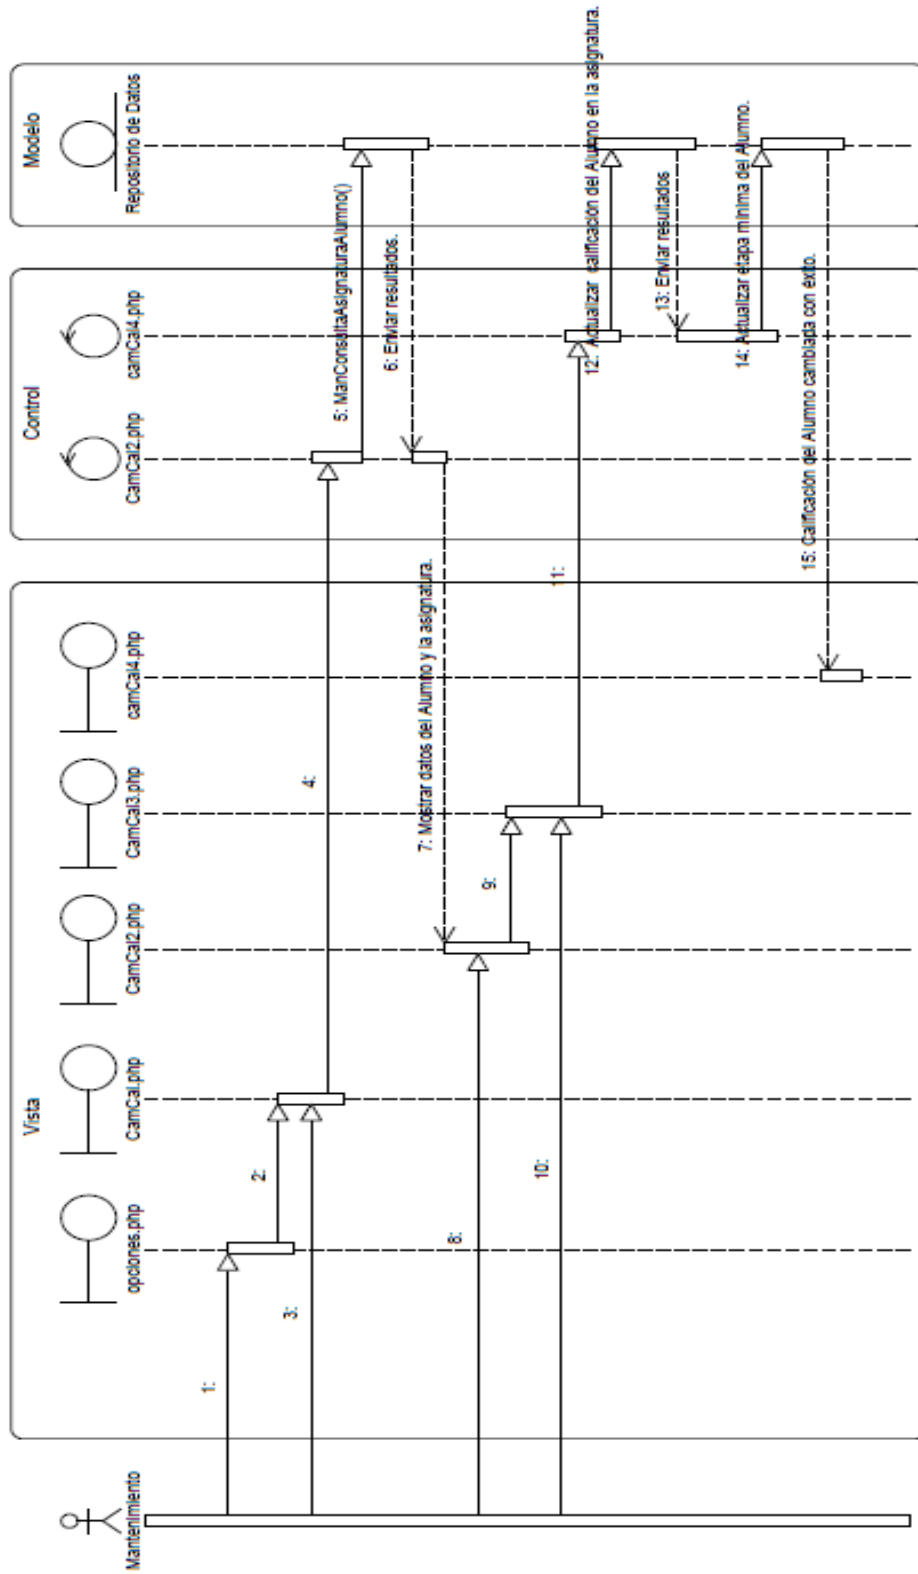 Mantenimiento
Vista
opciones.php
CamCal.php
CamCal2.php
CamCal3.php
camCal4.php
Control
CamCal2.php
camCal4.php
Modelo
Repositorio de Datos
1:
2:
3:
4:
5: ManConsultaAsignaturaAlumno()
6: Enviar resultados.
7: Mostrar datos del Alumno y la asignatura.
8:
9:
10:
11:
12: Actualizar calificación del Alumno en la asignatura.
13: Enviar resultados
14: Actualizar etapa mínima del Alumno.
15: Calificación del Alumno cambiada con éxito.